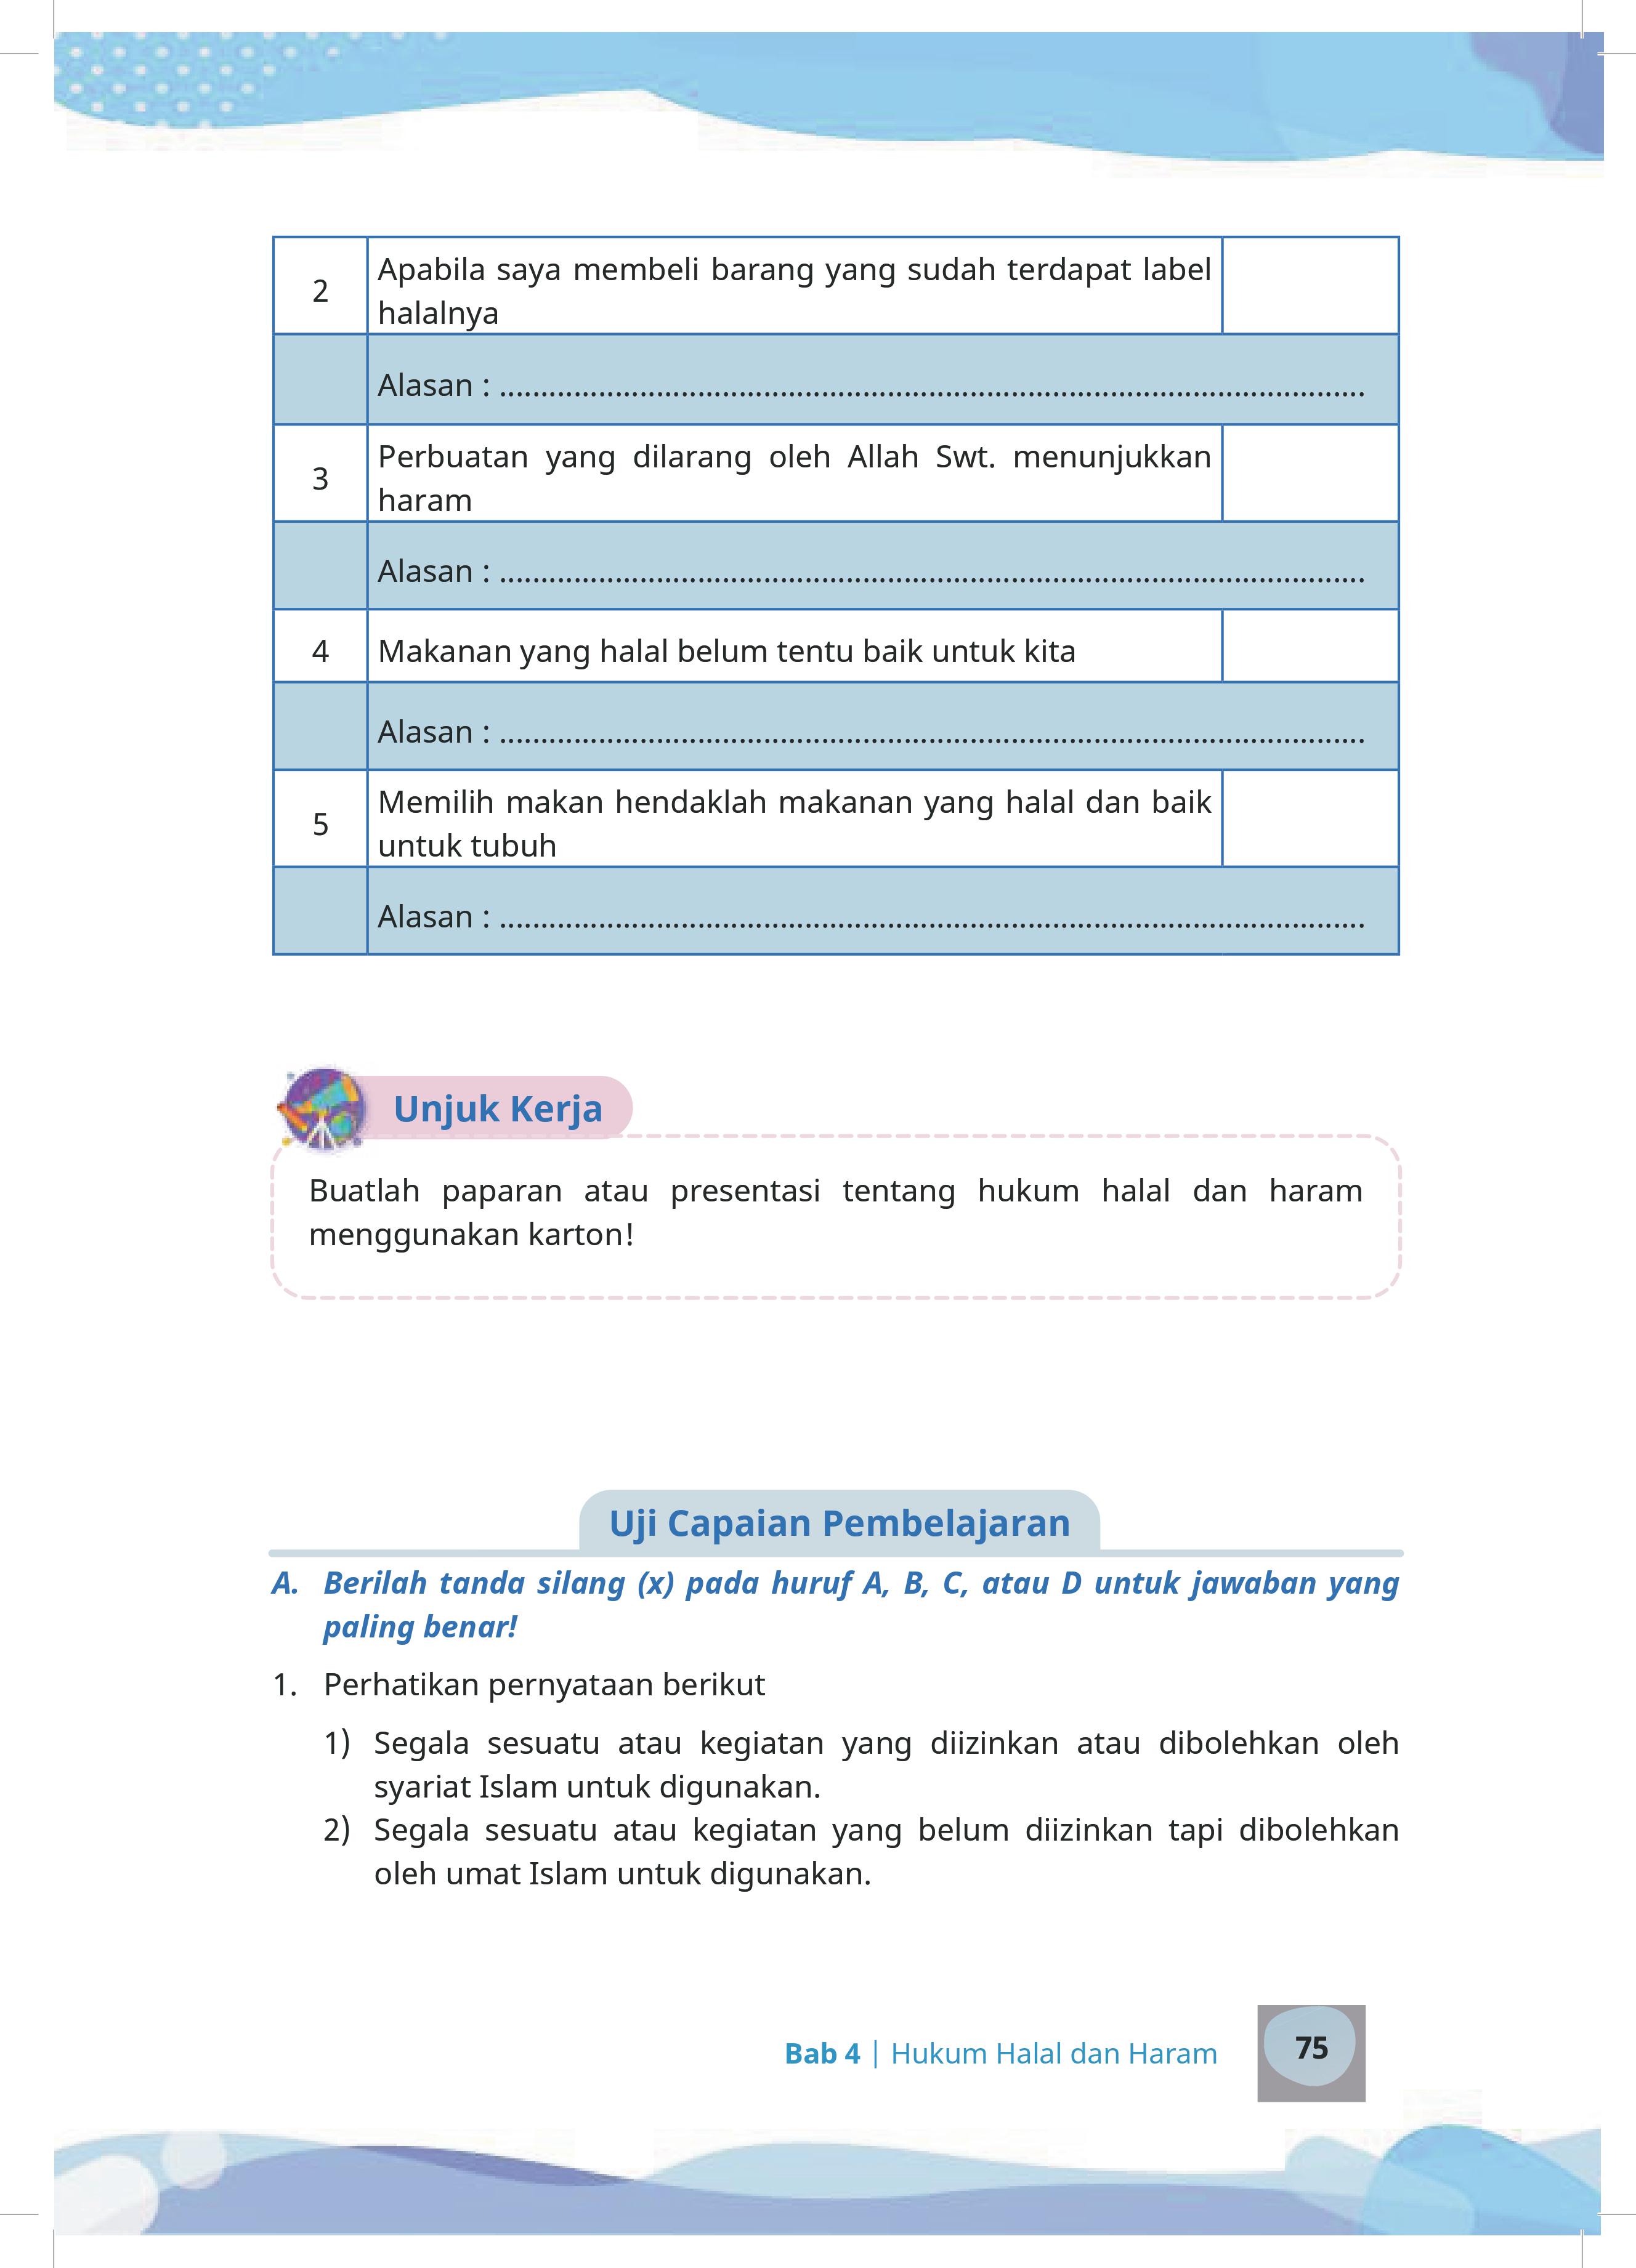 2 Apabila saya membeli barang yang sudah terdapat label
halalnya
Alasan : .........................................................................................................
3 Perbuatan yang dilarang oleh Allah Swt. menunjukkan
haram
Alasan : .........................................................................................................
4 Makanan yang halal belum tentu baik untuk kita
Alasan : .........................................................................................................
5 Memilih makan hendaklah makanan yang halal dan baik
untuk tubuh
Alasan : .........................................................................................................
Unjuk Kerja
Buatlah paparan atau presentasi tentang hukum halal dan haram
menggunakan karton!
Uji Capaian Pembelajaran
A. Berilah tanda silang (x) pada huruf A, B, C, atau D untuk jawaban yang
paling benar!
1. Perhatikan pernyataan berikut
1) Segala sesuatu atau kegiatan yang diizinkan atau dibolehkan oleh
syariat Islam untuk digunakan.
2) Segala sesuatu atau kegiatan yang belum diizinkan tapi dibolehkan
oleh umat Islam untuk digunakan.
Bab 4 | Hukum Halal dan Haram 75